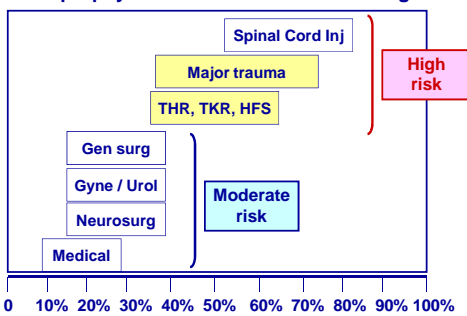 Spinal Cord Inj
Major trauma
High
risk
THR, TKR, HFS
Gen surg
Gyne / Urol
Moderate
risk
Neurosurg
Medical
0 10% 20% 30% 40% 50% 60% 70% 80% 90% 100%